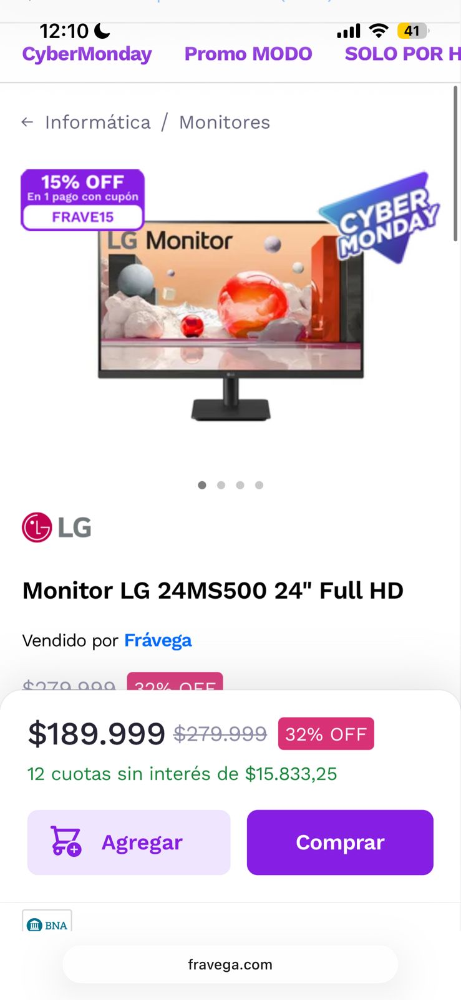 12:10
41
CyberMonday Promo MODO SOLO POR H
← Informática / Monitores
15% OFF
En 1 pago con cupón
FRAVE15
CYBER
MONDAY
LG Monitor
LG
Monitor LG 24MS500 24" Full HD
Vendido por Frávega
$279.999 32% OFF
$189.999 $279.999 32% OFF
12 cuotas sin interés de $15.833,25
Agregar
Comprar
BNA
fravega.com